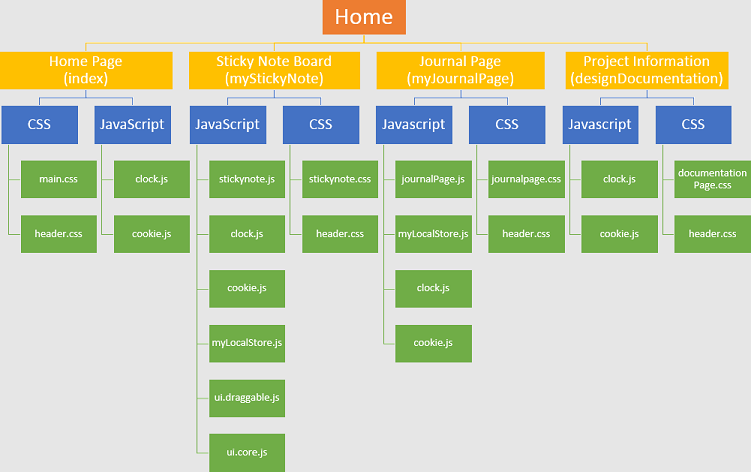 Home
Home Page
(index)
Sticky Note Board
(myStickyNote)
Journal Page
(myJournalPage)
Project Information
(designDocumentation)
CSS
JavaScript
JavaScript
CSS
Javascript
CSS
Javascript
CSS
main.css
clock.js
stickynote.js
stickynote.css
journalPage.js
journalpage.css
clock.js
documentation
Page.css
header.css
cookie.js
clock.js
header.css
myLocalStore.js
header.css
cookie.js
header.css
cookie.js
clock.js
myLocalStore.js
cookie.js
ui.draggable.js
ui.core.js